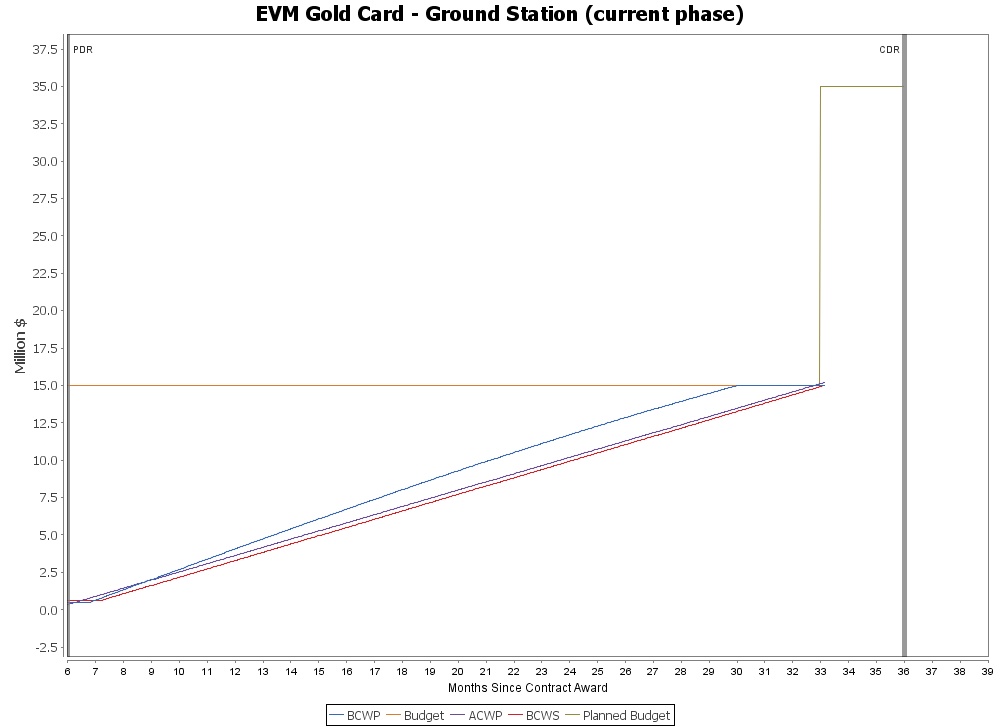 EVM Gold Card - Ground Station (current phase)
PDR
CDR
37.5
35.0
32.5
30.0
27.5
25.0
22.5
20.0
17.5
15.0
12.5
10.0
7.5
5.0
2.5
0.0
-2.5
Million $
6 7 8 9 10 11 12 13 14 15 16 17 18 19 20 21 22 23 24 25 26 27 28 29 30 31 32 33 34 35 36 37 38 39
Months Since Contract Award
BCWP Budget ACWP BCWS Planned Budget